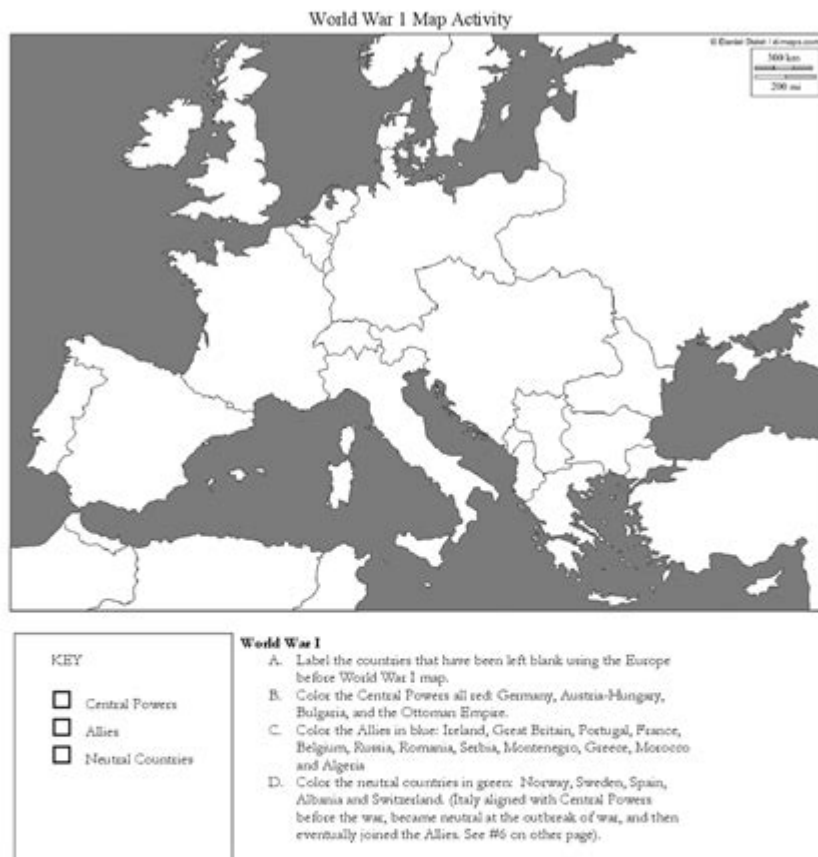 World War 1 Map Activity
© Daniel Dalet / d-maps.com
300 km
200 mi
KEY
Central Powers
Allies
Neutral Countries
World War I
A. Label the countries that have been left blank using the Europe
before World War I map.
B. Color the Central Powers all red: Germany, Austria-Hungary,
Bulgaria, and the Ottoman Empire.
C. Color the Allies in blue: Ireland, Great Britain, Portugal, France,
Belgium, Russia, Romania, Serbia, Montenegro, Greece, Morocco
and Algeria
D. Color the neutral countries in green: Norway, Sweden, Spain,
Albania and Switzerland. (Italy aligned with Central Powers
before the war, became neutral at the outbreak of war, and then
eventually joined the Allies. See #6 on other page).